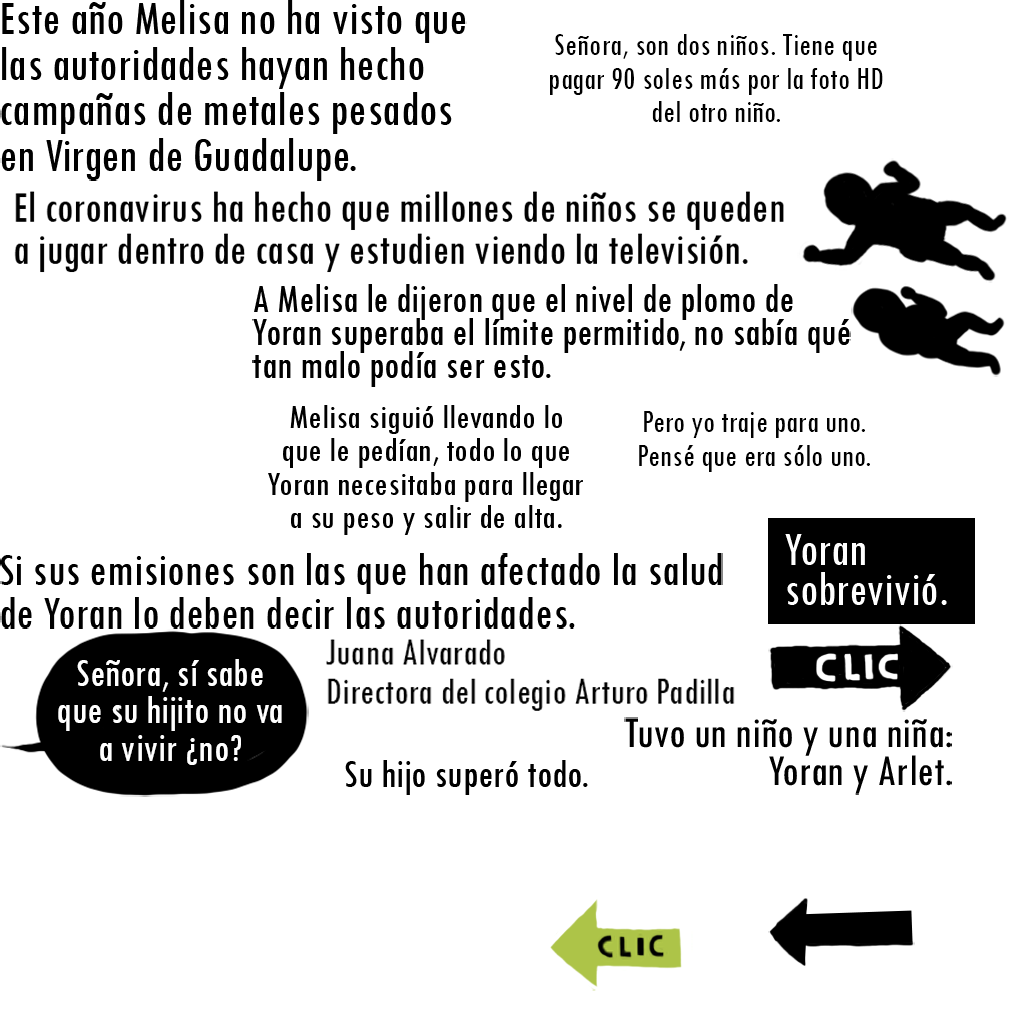 Este año Melisa no ha visto que
las autoridades hayan hecho
campañas de metales pesados
en Virgen de Guadalupe.
Señora, son dos niños. Tiene que
pagar 90 soles más por la foto HD
del otro niño.
El coronavirus ha hecho que millones de niños se queden
a jugar dentro de casa y estudien viendo la televisión.
A Melisa le dijeron que el nivel de plomo de
Yoran superaba el límite permitido, no sabía qué
tan malo podía ser esto.
Melisa siguió llevando lo
que le pedían, todo lo que
Yoran necesitaba para llegar
a su peso y salir de alta.
Pero yo traje para uno.
Pensé que era sólo uno.
Si sus emisiones son las que han afectado la salud
de Yoran lo deben decir las autoridades.
Yoran
sobrevivió.
Señora, sí sabe
que su hijito no va
a vivir ¿no?
Juana Alvarado
Directora del colegio Arturo Padilla
CLIC
Tuvo un niño y una niña:
Yoran y Arlet.
Su hijo superó todo.
CLIC